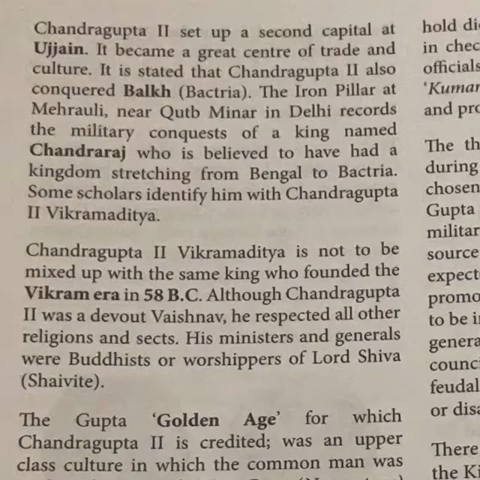 Chandragupta II set up a second capital at
Ujjain. It became a great centre of trade and
culture. It is stated that Chandragupta II also
conquered Balkh (Bactria). The Iron Pillar at
Mehrauli, near Qutb Minar in Delhi records
the military conquests of a king named
Chandraraj who is believed to have had a
kingdom stretching from Bengal to Bactria.
Some scholars identify him with Chandragupta
II Vikramaditya.
Chandragupta II Vikramaditya is not to be
mixed up with the same king who founded the
Vikram era in 58 B.C. Although Chandragupta
II was a devout Vaishnav, he respected all other
religions and sects. His ministers and generals
were Buddhists or worshippers of Lord Shiva
(Shaivite).
The Gupta 'Golden Age' for which
Chandragupta II is credited; was an upper
class culture in which the common man was
hold
in
officials
'Kumar
and
The
during
chosen
Gupta
militar
source
expect
promo
to be
genera
counci
feudal
or
There
the